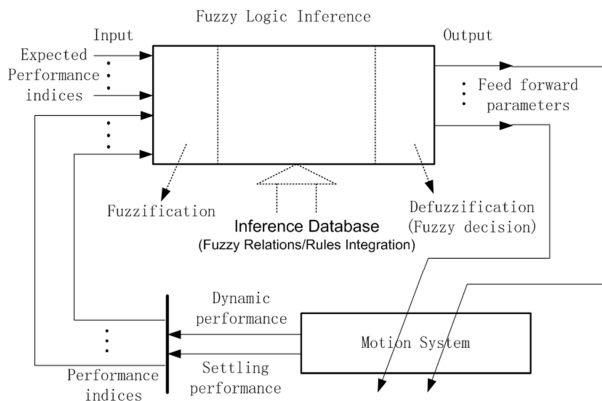 Fuzzy Logic Inference
Input
Output
Expected
Performance
indices
Feed forward
parameters
Fuzzification
Defuzzification
(Fuzzy decision)
Inference Database
(Fuzzy Relations/Rules Integration)
Dynamic
performance
Motion System
Settling
performance
Performance
indices